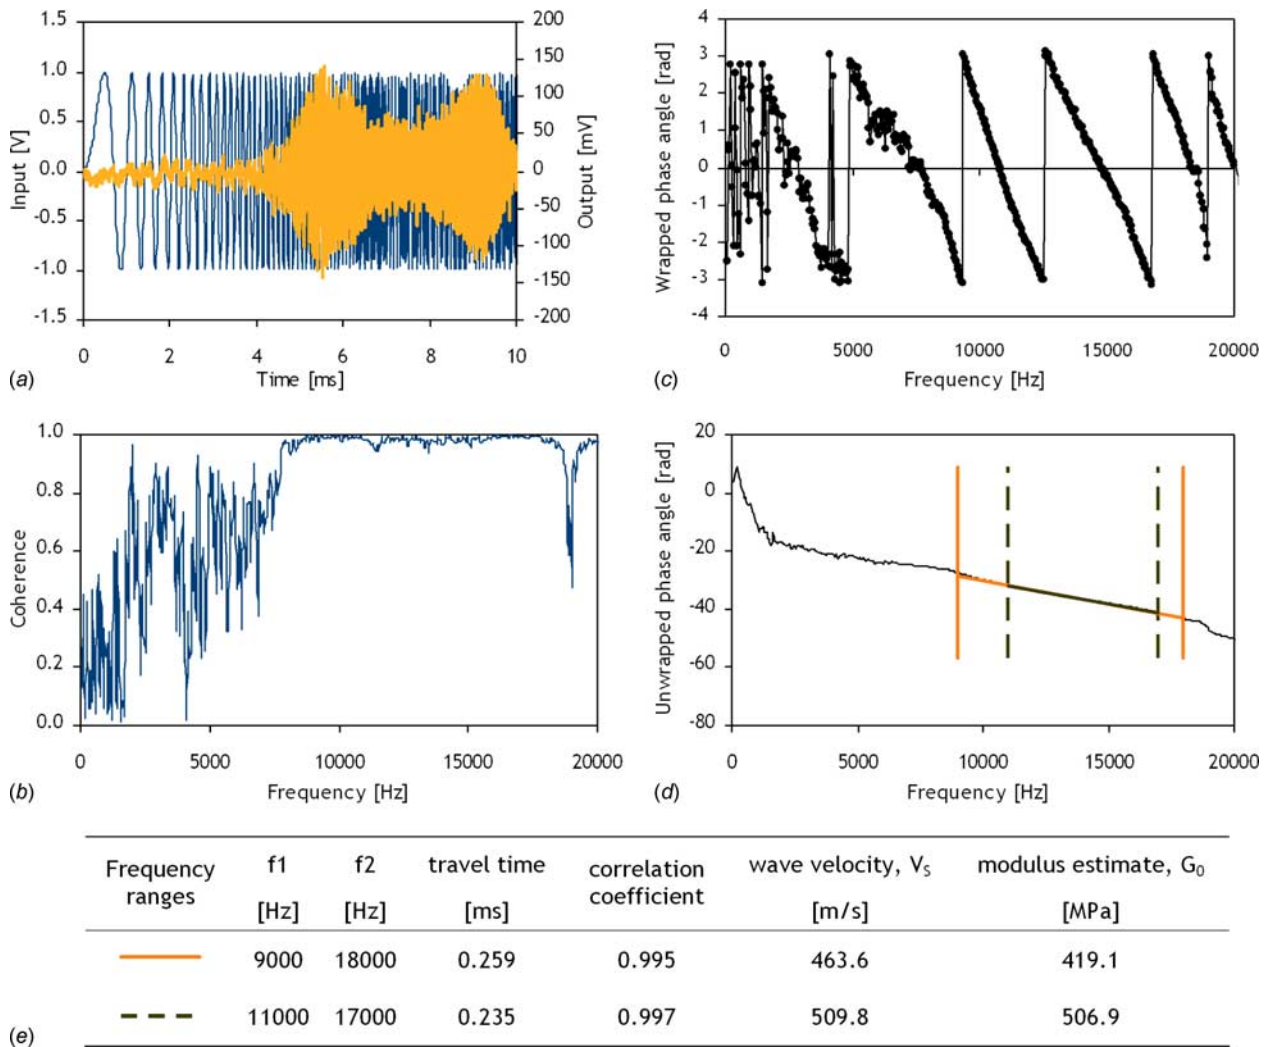 1.5
1.0
0.5
0.0
-0.5
-1.0
-1.5
Input [V]
200
150
100
50
0
-50
-100
-150
-200
Output [mV]
0 2 4 6 8 10
Time [ms]
(a)
4
3
2
1
0
-1
-2
-3
-4
Wrapped phase angle [rad]
0 5000 10000 15000 20000
Frequency [Hz]
(c)
1.0
0.8
0.6
0.4
0.2
0.0
Coherence
0 5000 10000 15000 20000
Frequency [Hz]
(b)
20
0
-20
-40
-60
-80
Unwrapped phase angle [rad]
0 5000 10000 15000 20000
Frequency [Hz]
(d)
Frequency ranges f1 [Hz] f2 [Hz] travel time [ms] correlation coefficient wave velocity, VS [m/s] modulus estimate, G0 [MPa]
9000 18000 0.259 0.995 463.6 419.1
11000 17000 0.235 0.997 509.8 506.9
(e)